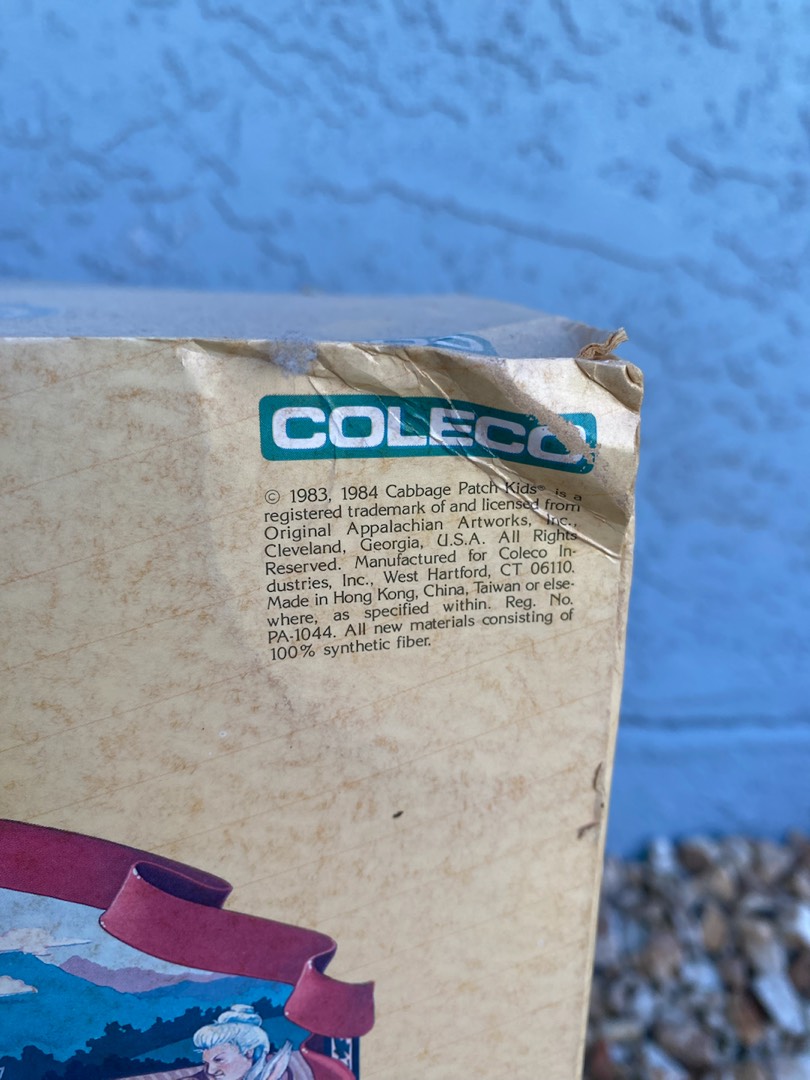 COLECO
© 1983, 1984 Cabbage Patch Kids® is a
registered trademark of and licensed from
Original Appalachian Artworks, Inc.,
Cleveland, Georgia, U.S.A. All Rights
Reserved. Manufactured for Coleco In-
dustries, Inc., West Hartford, CT 06110.
Made in Hong Kong, China, Taiwan or else-
where, as specified within. Reg. No.
PA-1044. All new materials consisting of
100% synthetic fiber.